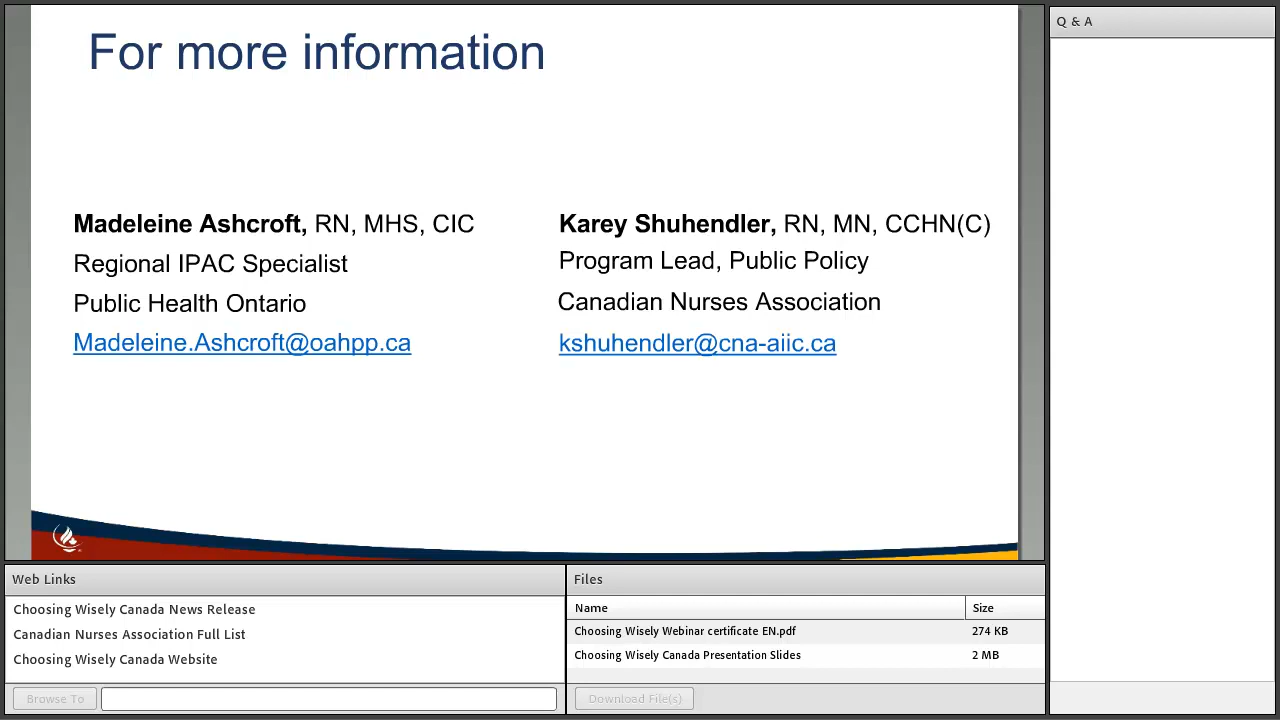 For more information
Madeleine Ashcroft, RN, MHS, CIC
Regional IPAC Specialist
Public Health Ontario
Madeleine.Ashcroft@oahpp.ca
Karey Shuhendler, RN, MN, CCHN(C)
Program Lead, Public Policy
Canadian Nurses Association
kshuhendler@cna-aiic.ca
Q & A
Web Links
Choosing Wisely Canada News Release
Canadian Nurses Association Full List
Choosing Wisely Canada Website
Browse To
Files
Name Size
Choosing Wisely Webinar certificate EN.pdf 274 KB
Choosing Wisely Canada Presentation Slides 2 MB
Download File(s)